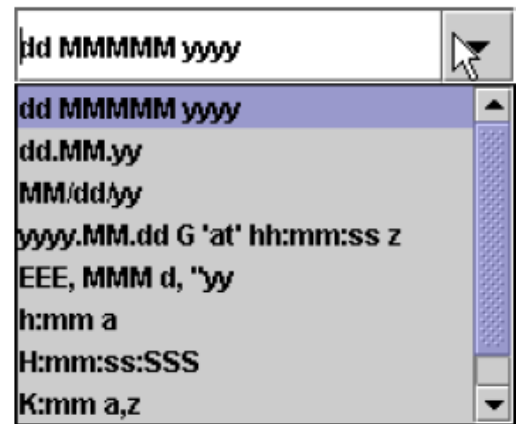 dd MMMMM yyyy
dd MMMMM yyyy
dd.MM.yy
MM/dd/yy
yyyy.MM.dd G 'at' hh:mm:ss z
EEE, MMM d, ''yy
h:mm a
H:mm:ss:SSS
K:mm a,z